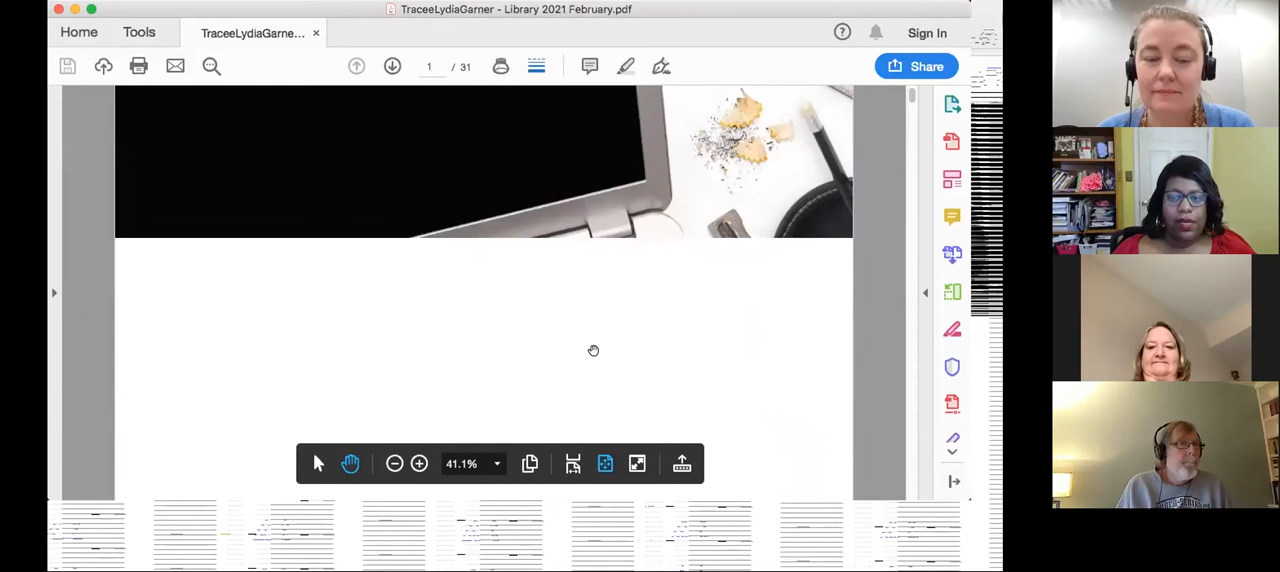 TraceeLydiaGarner - Library 2021 February.pdf
Home
Tools
TraceeLydiaGarne...
Sign In
1 / 31
Share
41.1%